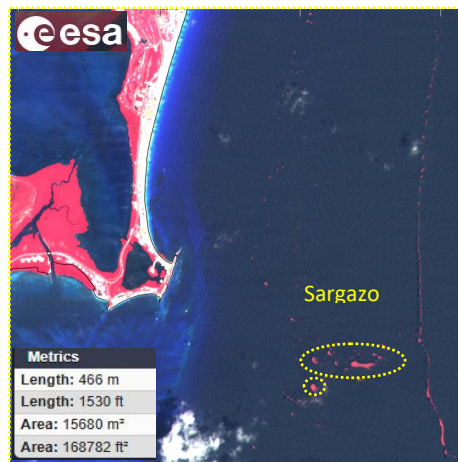 esa
Sargazo
Metrics
Length: 466 m
Length: 1530 ft
Area: 15680 m²
Area: 168782 ft²